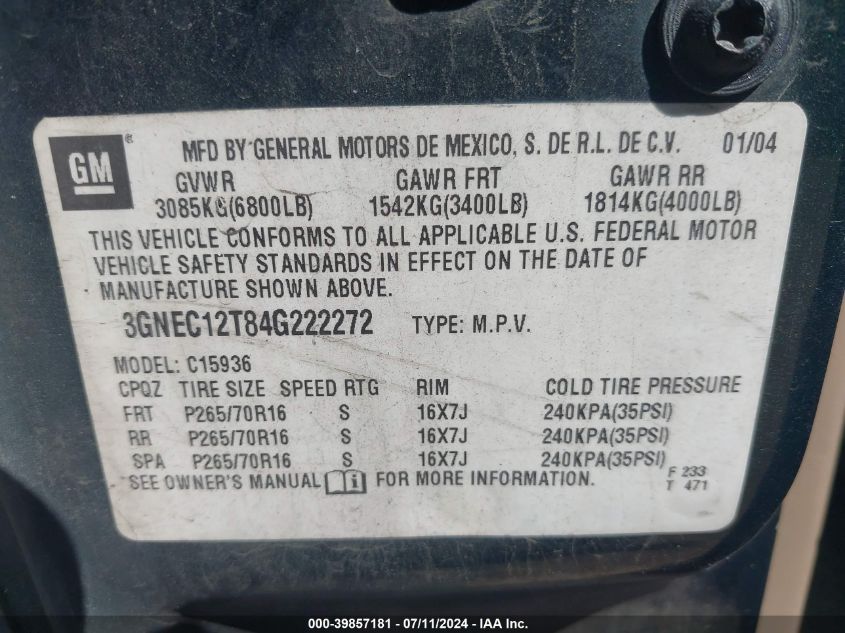 GM ® MFD BY GENERAL MOTORS DE MEXICO, S. DE R.L. DE C.V. 01/04
GVWR GAWR FRT GAWR RR
3085KG(6800LB) 1542KG(3400LB) 1814KG(4000LB)
THIS VEHICLE CONFORMS TO ALL APPLICABLE U.S. FEDERAL MOTOR
VEHICLE SAFETY STANDARDS IN EFFECT ON THE DATE OF
MANUFACTURE SHOWN ABOVE.
3GNEC12T84G222272 TYPE: M.P.V.
MODEL: C15936
CPQZ TIRE SIZE SPEED RTG RIM COLD TIRE PRESSURE
FRT P265/70R16 S 16X7J 240KPA(35PSI)
RR P265/70R16 S 16X7J 240KPA(35PSI)
SPA P265/70R16 S 16X7J 240KPA(35PSI)
SEE OWNER'S MANUAL i FOR MORE INFORMATION.
F 233
T 471
000-39857181 - 07/11/2024 - IAA Inc.